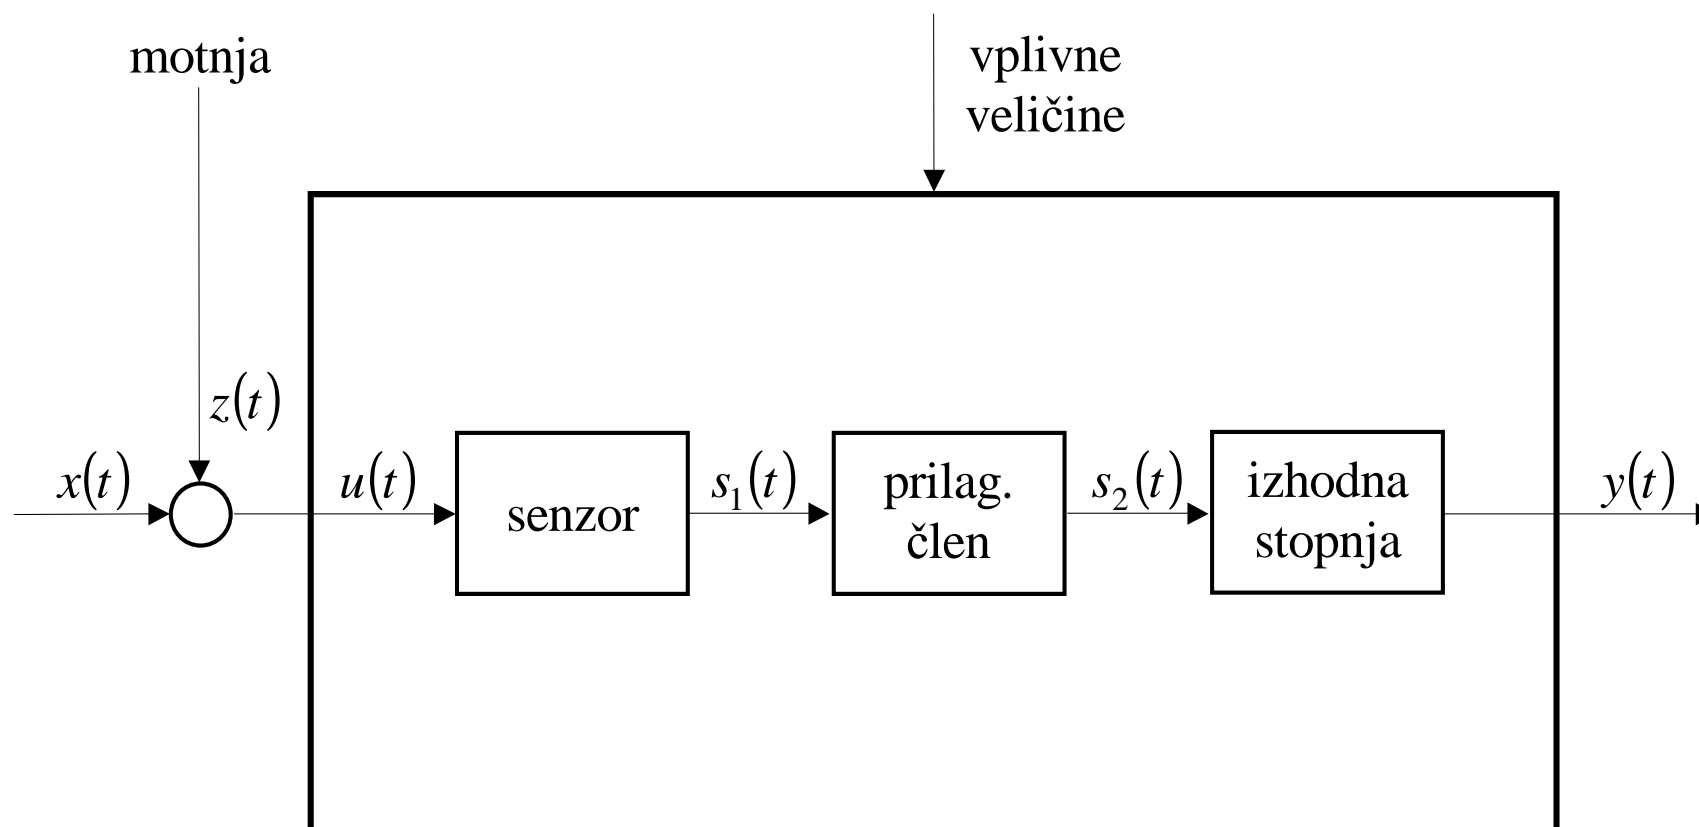 motnja
vplivne
veličine
z(t)
x(t)
u(t)
senzor
s₁(t)
prilag.
člen
s₂(t)
izhodna
stopnja
y(t)